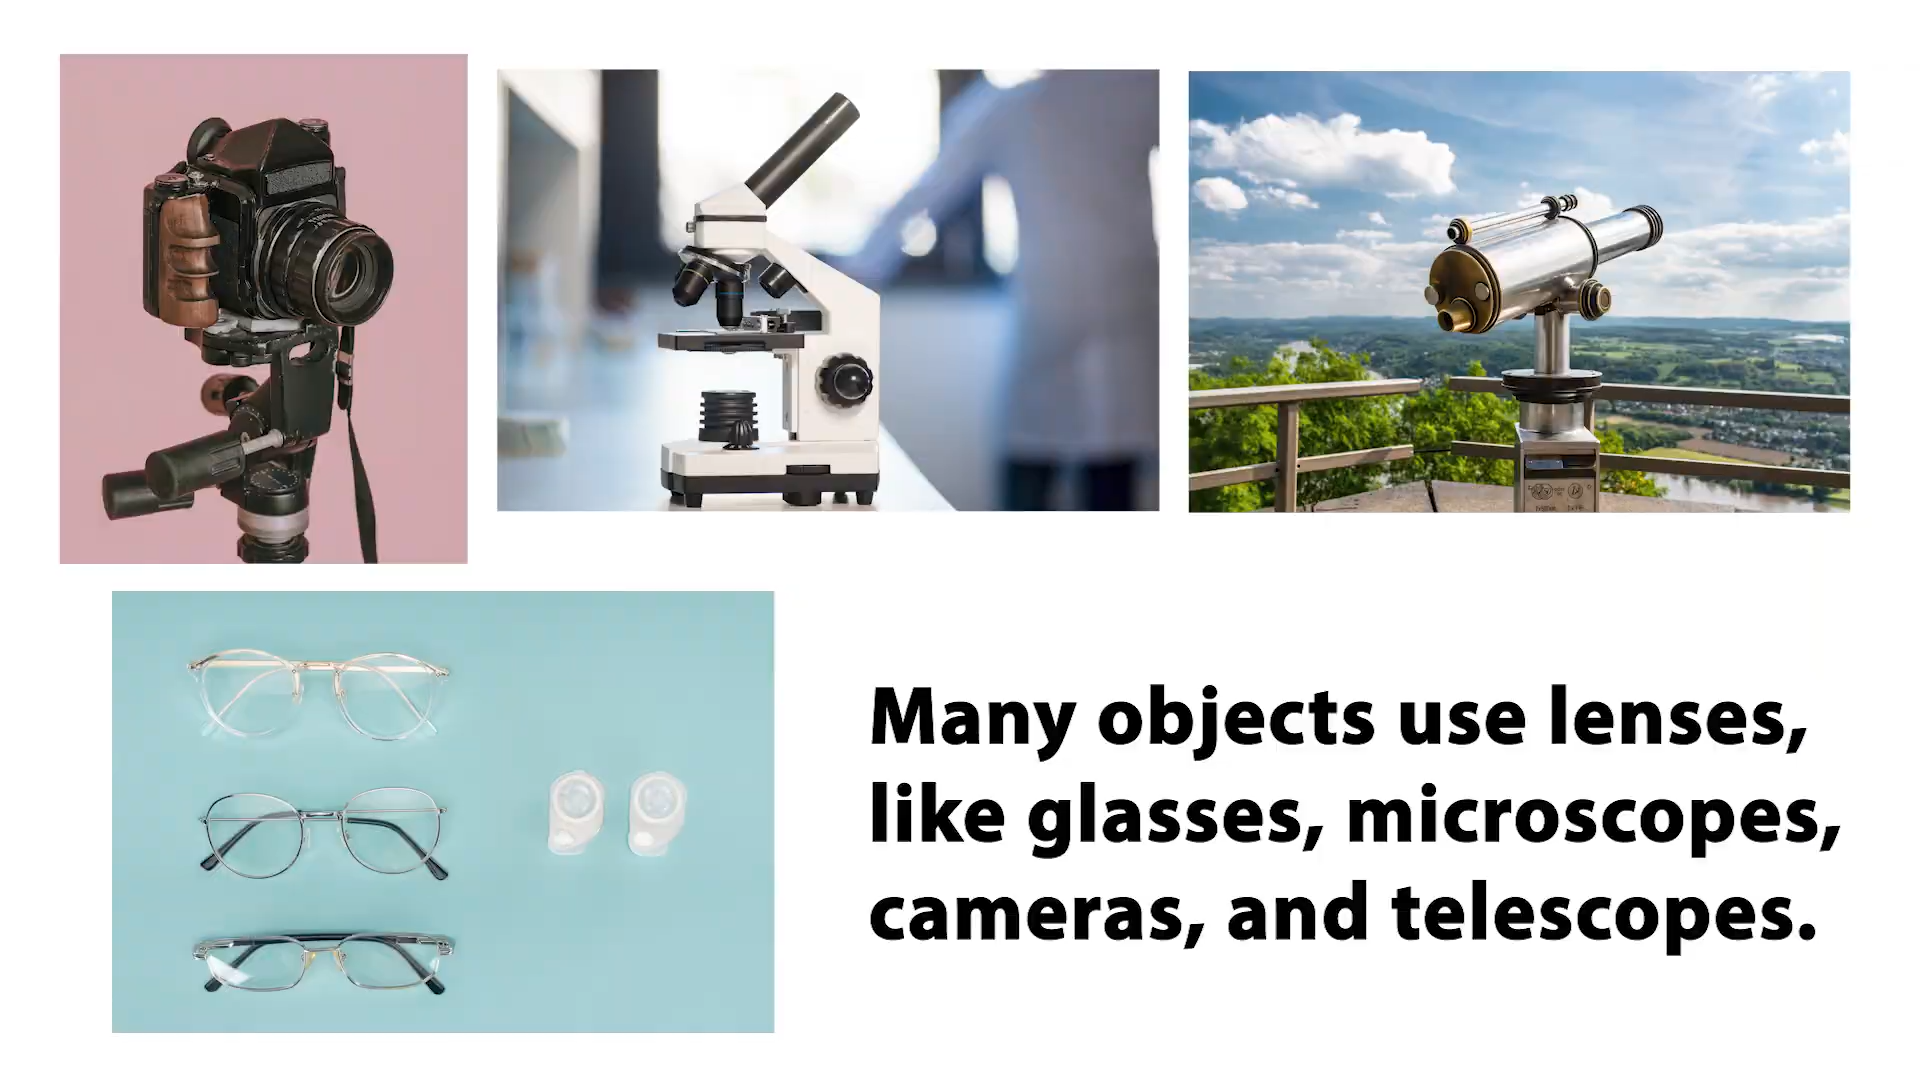 Many objects use lenses,
like glasses, microscopes,
cameras, and telescopes.